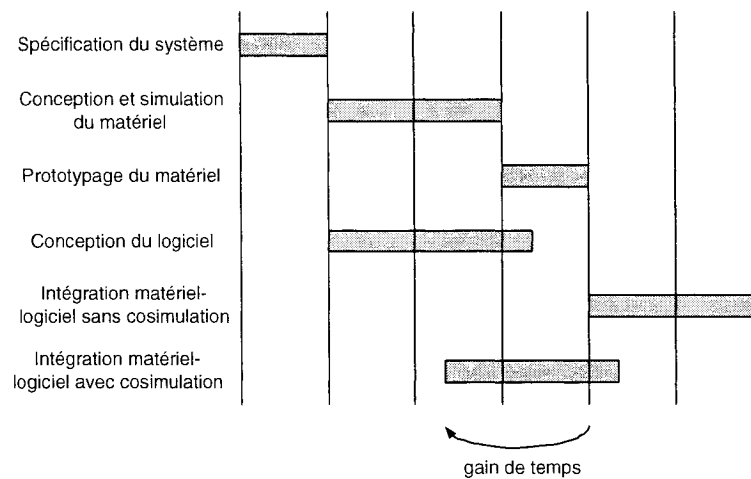 Spécification du système
Conception et simulation
du matériel
Prototypage du matériel
Conception du logiciel
Intégration matériel-
logiciel sans cosimulation
Intégration matériel-
logiciel avec cosimulation
gain de temps